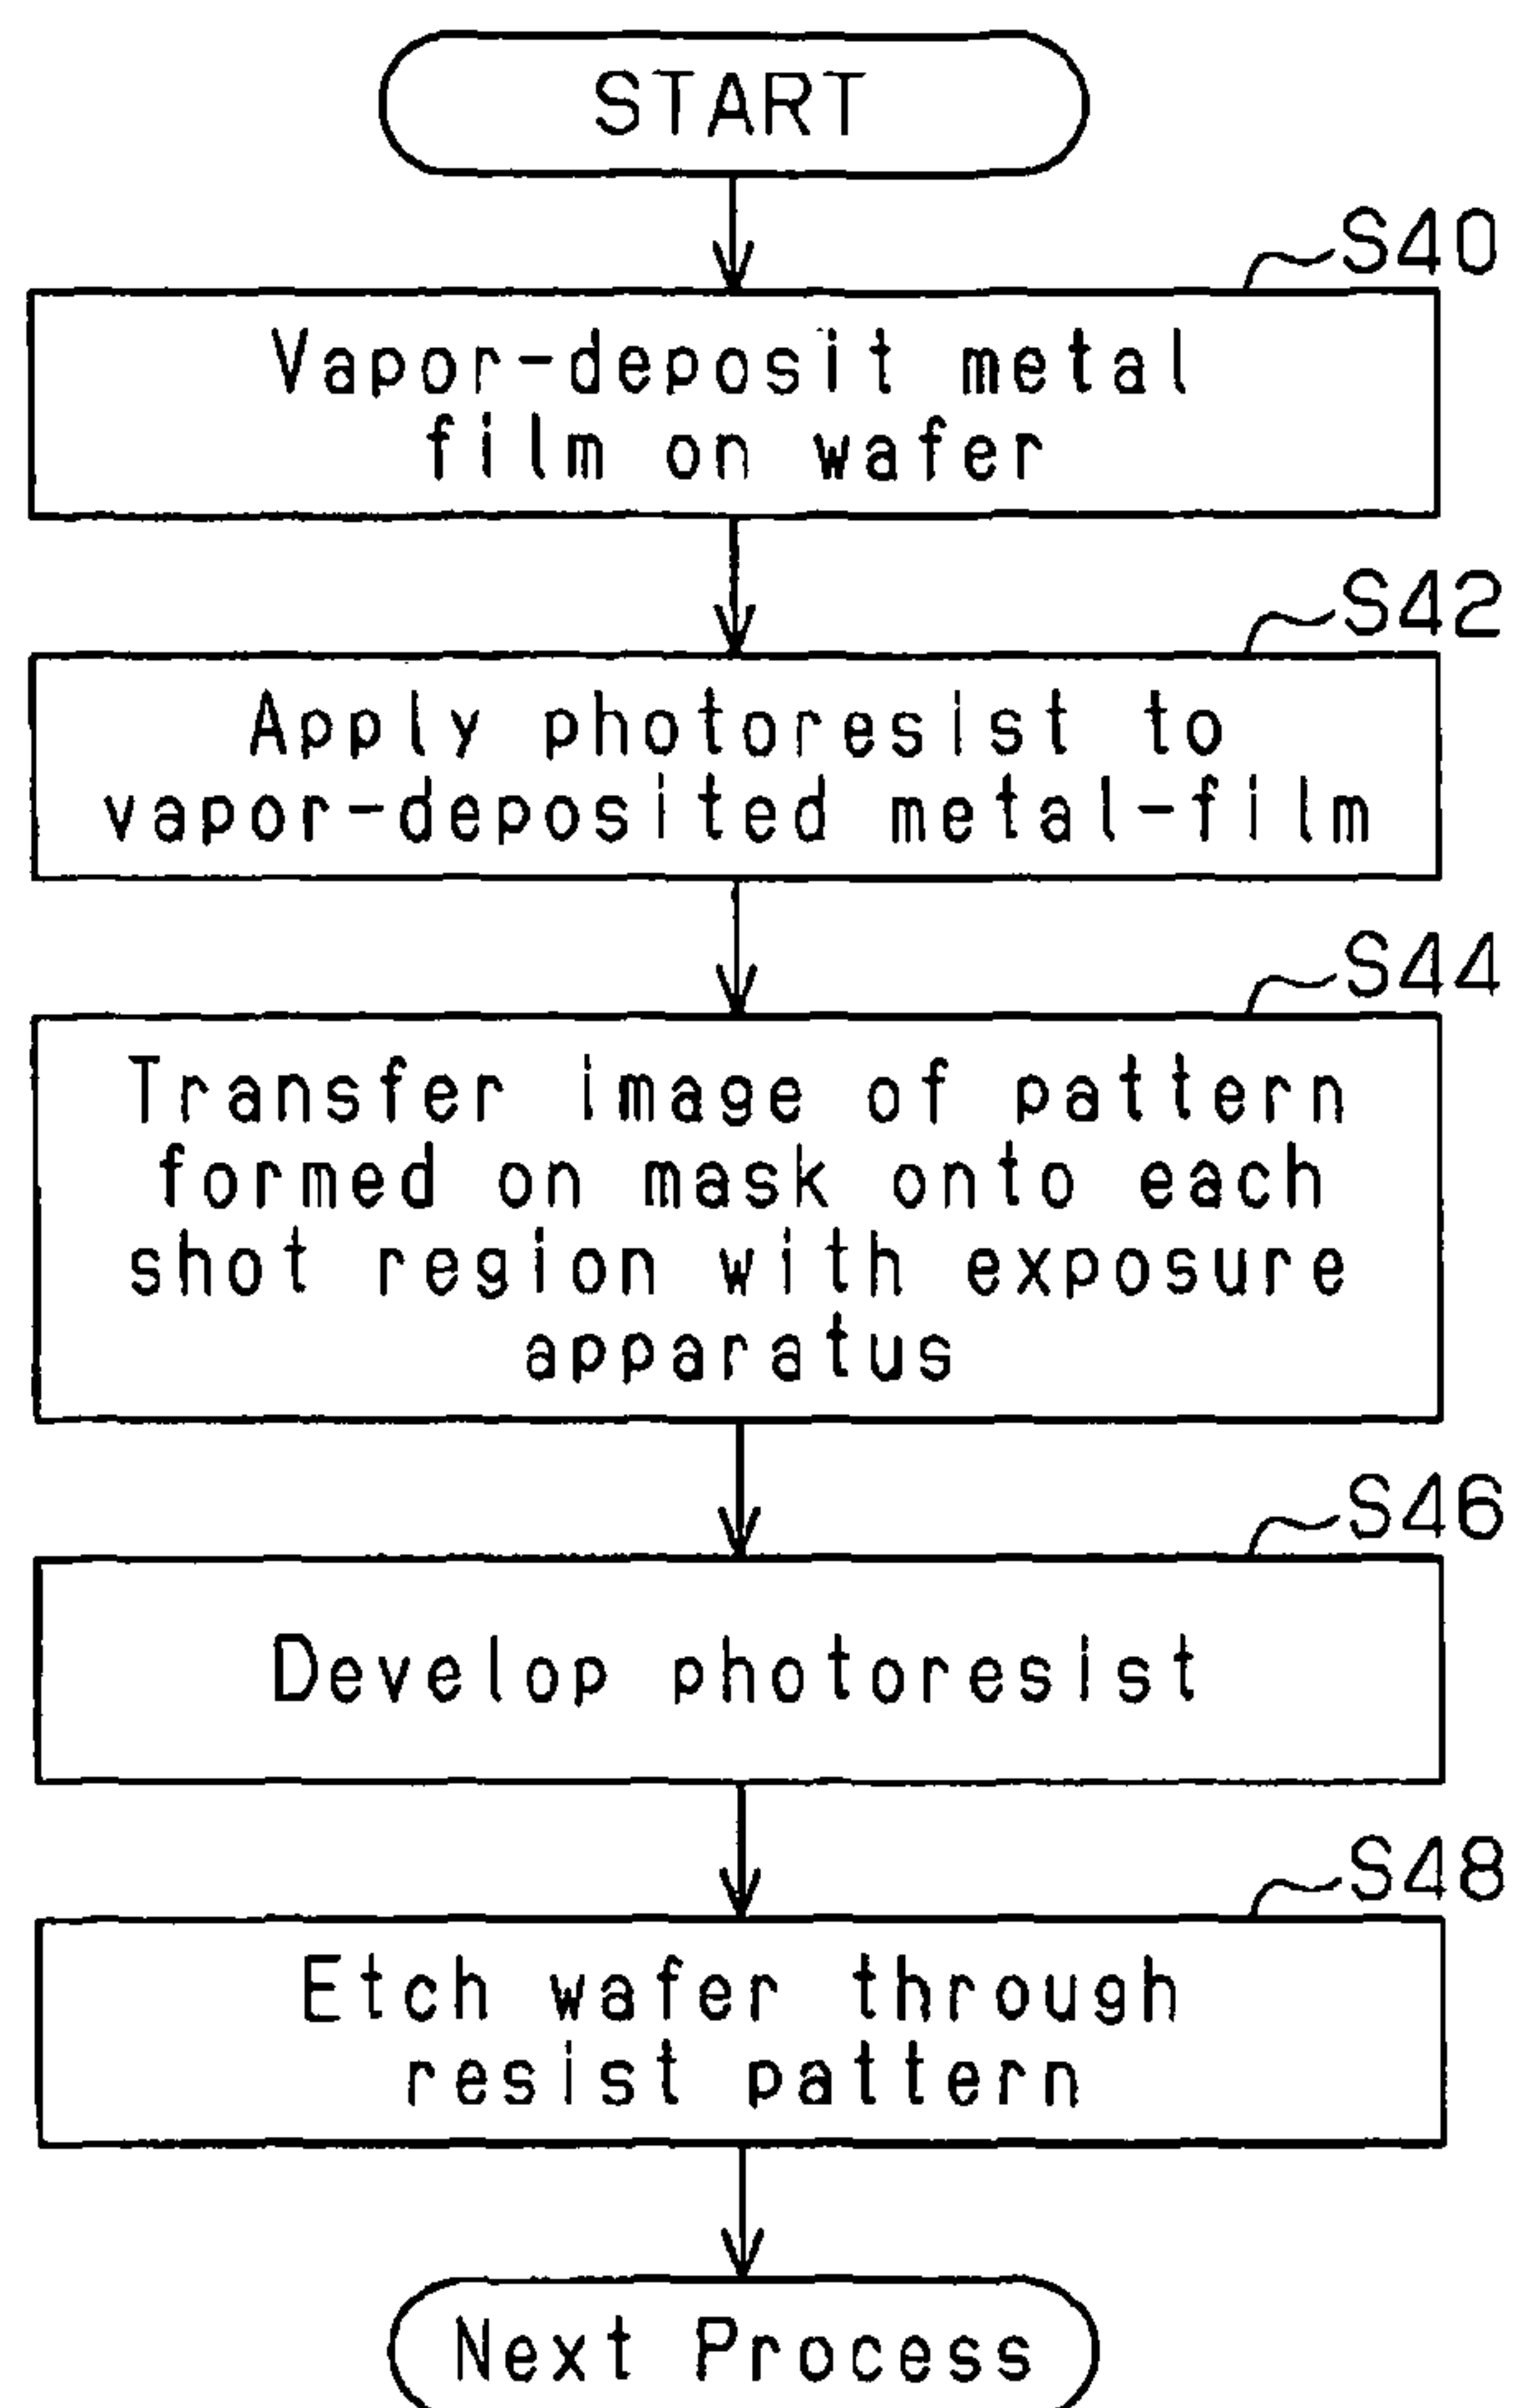 START
S40
Vapor-deposit metal
film on wafer
S42
Apply photoresist to
vapor-deposited metal-film
S44
Transfer image of pattern
formed on mask onto each
shot region with exposure
apparatus
S46
Develop photoresist
S48
Etch wafer through
resist pattern
Next Process